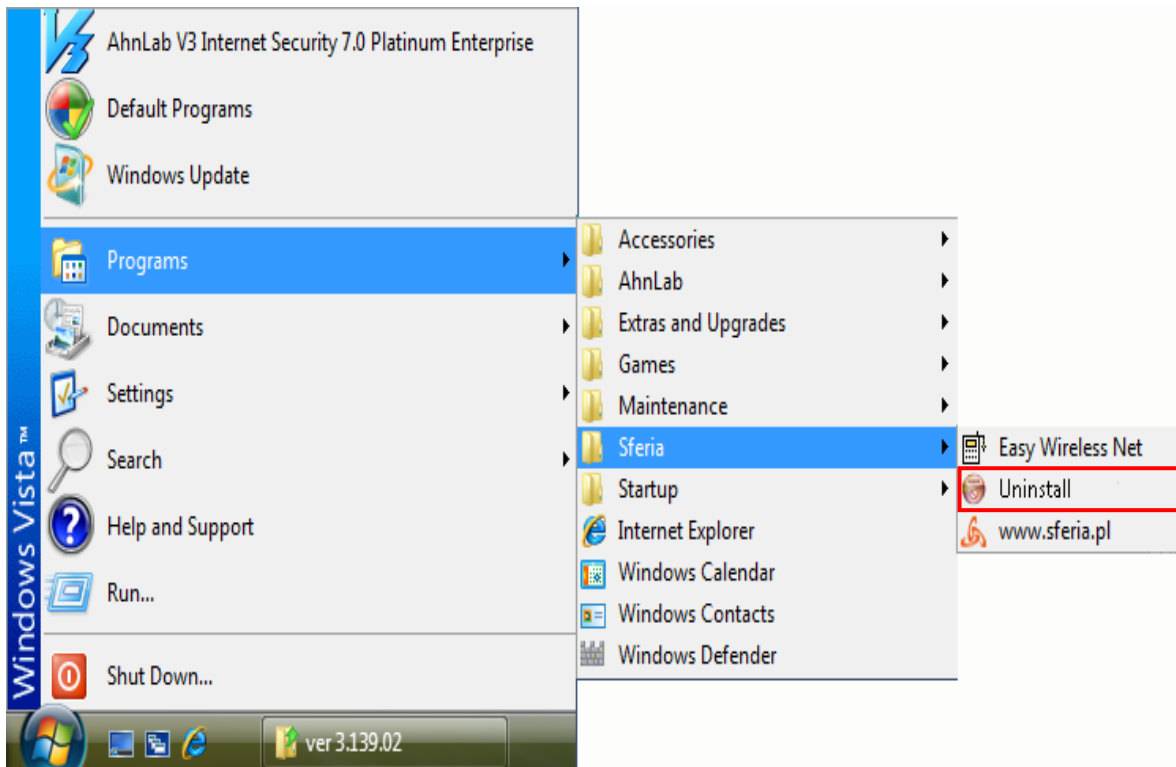 AhnLab V3 Internet Security 7.0 Platinum Enterprise
Default Programs
Windows Update
Programs
Documents
Settings
Search
Help and Support
Run...
Shut Down...
Windows Vista™
Accessories
AhnLab
Extras and Upgrades
Games
Maintenance
Sferia
Startup
Internet Explorer
Windows Calendar
Windows Contacts
Windows Defender
Easy Wireless Net
Uninstall
www.sferia.pl
ver 3.139.02